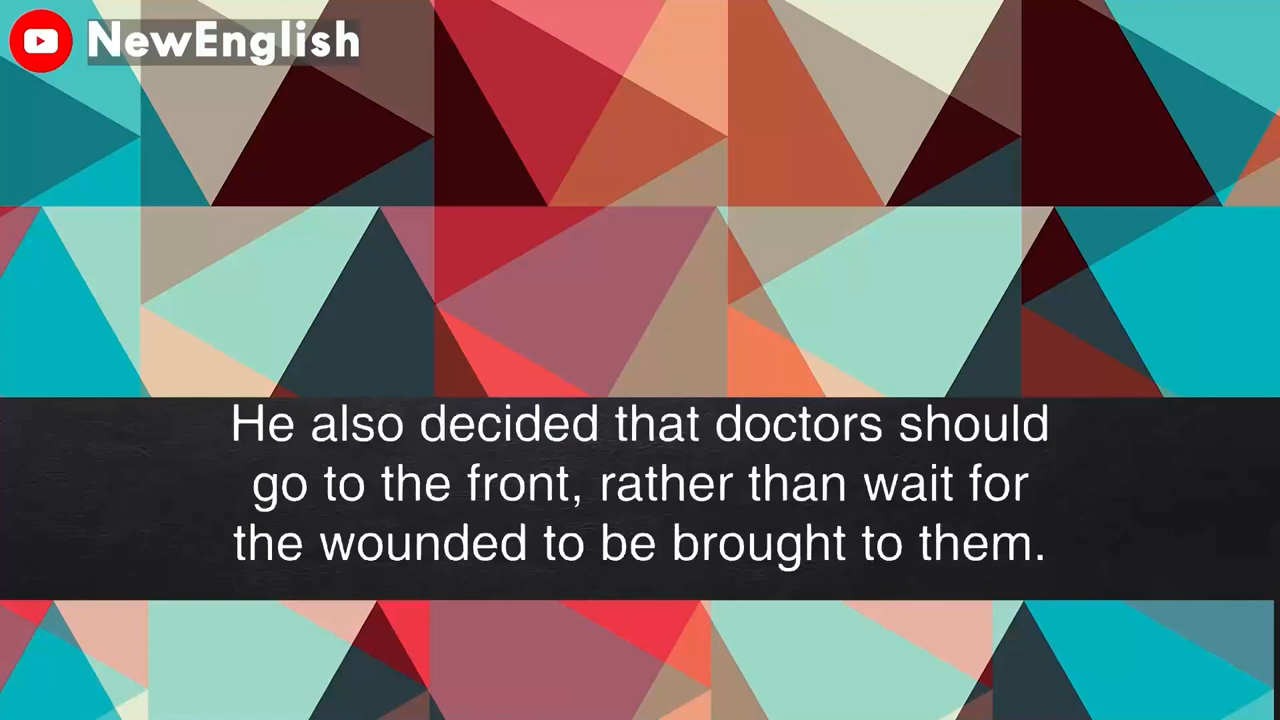 NewEnglish
He also decided that doctors should
go to the front, rather than wait for
the wounded to be brought to them.